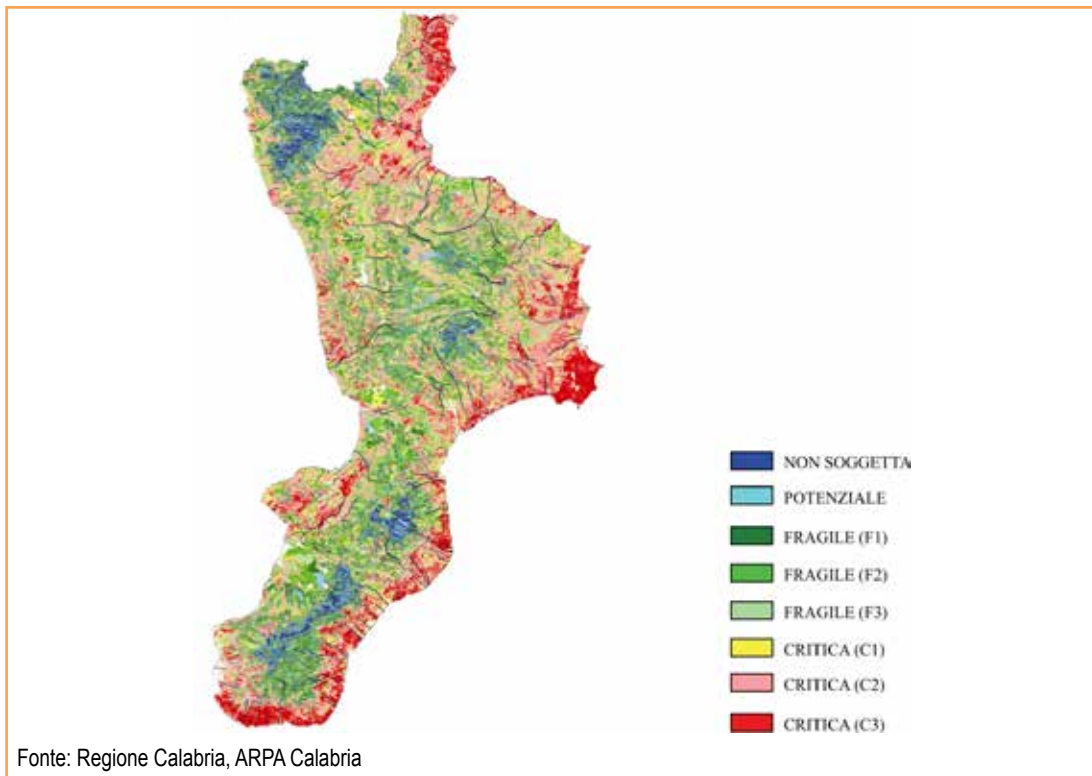 NON SOGGETTA
POTENZIALE
FRAGILE (F1)
FRAGILE (F2)
FRAGILE (F3)
CRITICA (C1)
CRITICA (C2)
CRITICA (C3)
Fonte: Regione Calabria, ARPA Calabria